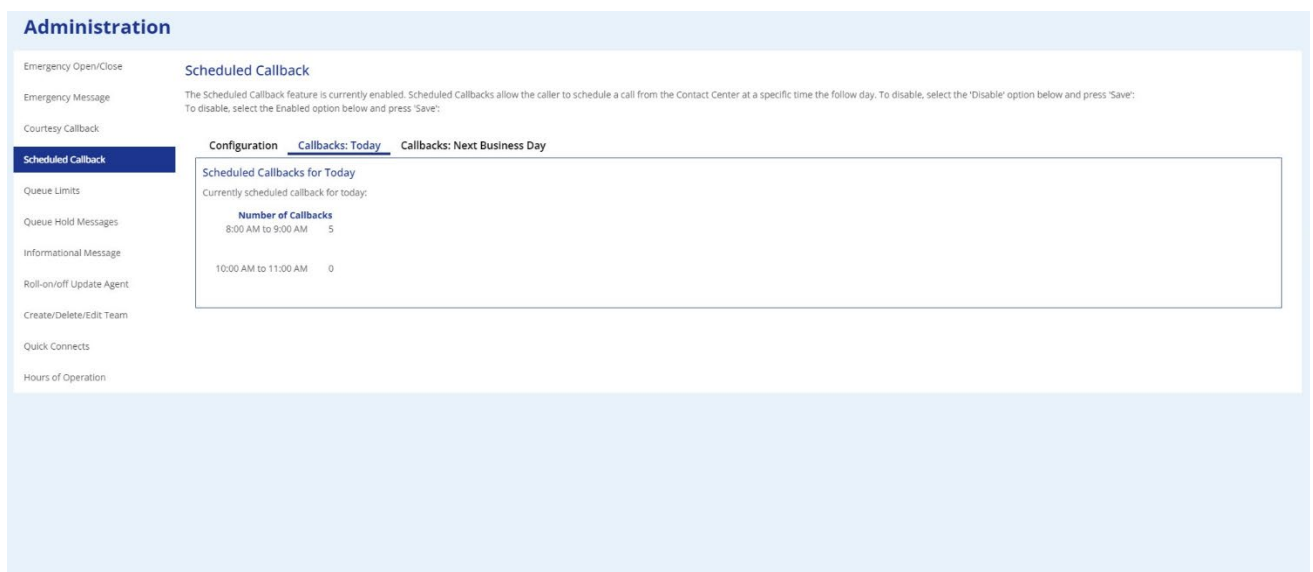 Administration
Emergency Open/Close
Emergency Message
Courtesy Callback
Scheduled Callback
Queue Limits
Queue Hold Messages
Informational Message
Roll-on/off Update Agent
Create/Delete/Edit Team
Quick Connects
Hours of Operation
Scheduled Callback
The Scheduled Callback feature is currently enabled. Scheduled Callbacks allow the caller to schedule a call from the Contact Center at a specific time the follow day. To disable, select the 'Disable' option below and press 'Save':
To disable, select the Enabled option below and press 'Save':
Configuration Callbacks: Today Callbacks: Next Business Day
Scheduled Callbacks for Today
Currently scheduled callback for today:
Number of Callbacks
8:00 AM to 9:00 AM 5
10:00 AM to 11:00 AM 0